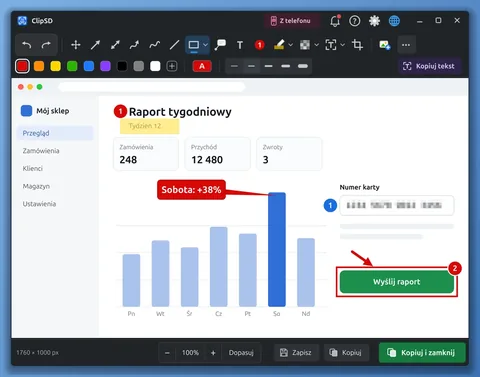 ClipSD
Z telefonu
T
1
A
Kopiuj tekst
Mój sklep
Przegląd
Zamówienia
Klienci
Magazyn
Ustawienia
1 Raport tygodniowy
Tydzień 12
Zamówienia
248
Przychód
12 480
Zwroty
3
Sobota: +38%
Pn Wt Śr Cz Pt So Nd
Numer karty
1
2
Wyślij raport
1760 × 1000 px
− 100% +
Dopasuj
Zapisz
Kopiuj
Kopiuj i zamknij